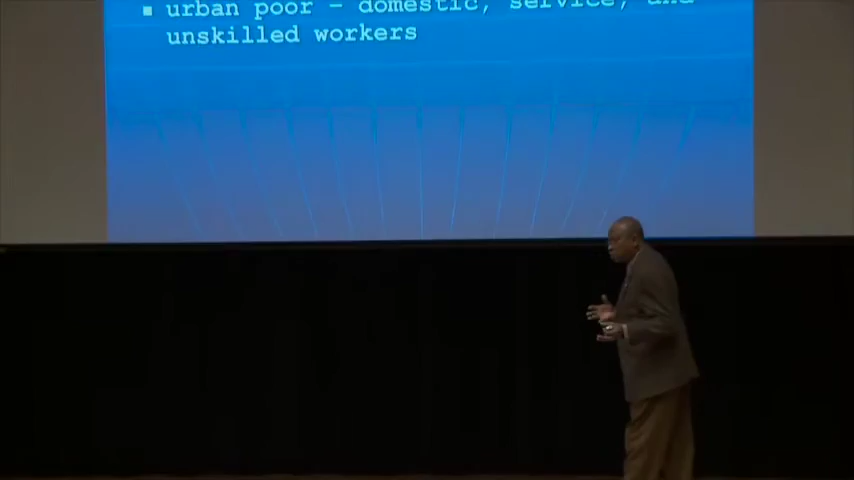 ▪ urban poor – domestic, service, and
unskilled workers